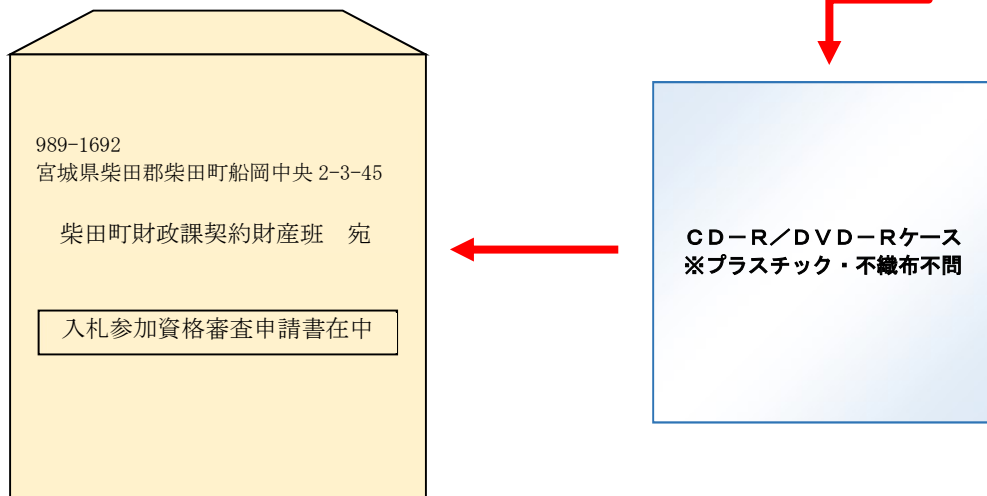 989-1692
宮城県柴田郡柴田町船岡中央 2-3-45
柴田町財政課契約財産班　宛
入札参加資格審査申請書在中
ＣＤ－Ｒ／ＤＶＤ－Ｒケース
※プラスチック・不織布不問